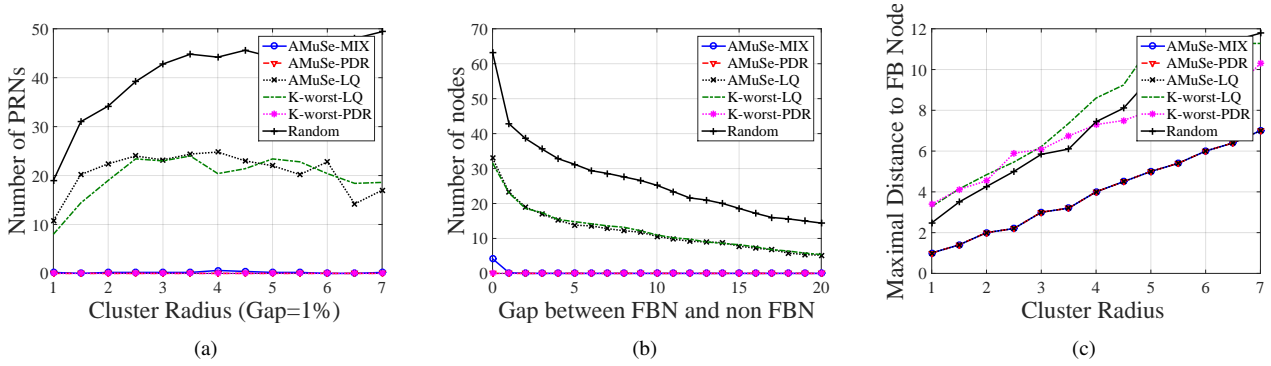 50
40
30
20
10
0
1 2 3 4 5 6 7
Number of PRNs
Cluster Radius (Gap=1%)
AMuSe-MIX
AMuSe-PDR
AMuSe-LQ
K-worst-LQ
K-worst-PDR
Random
(a)
70
60
50
40
30
20
10
0
0 5 10 15 20
Number of nodes
Gap between FBN and non FBN
AMuSe-MIX
AMuSe-PDR
AMuSe-LQ
K-worst-LQ
K-worst-PDR
Random
(b)
12
10
8
6
4
2
0
1 2 3 4 5 6 7
Maximal Distance to FB Node
Cluster Radius
AMuSe-MIX
AMuSe-PDR
AMuSe-LQ
K-worst-LQ
K-worst-PDR
Random
(c)